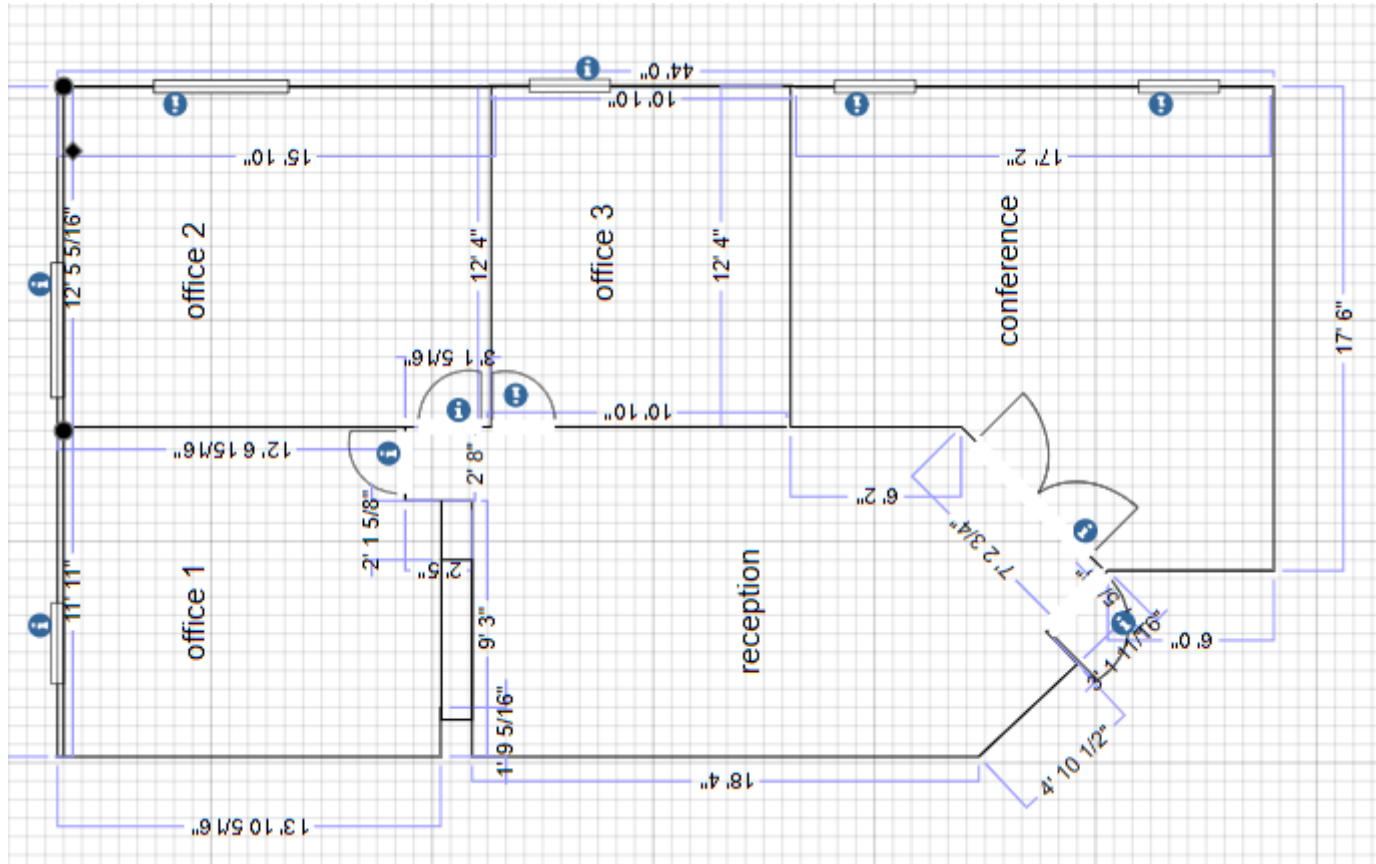 44' 0"
10' 10"
15' 10"
17' 2"
12' 5 5/16"
office 2
12' 4"
office 3
12' 4"
conference
17' 6"
3' 1 5/16"
10' 10"
12' 6 15/16"
2' 8"
6' 2"
2' 1 5/8"
7' 2 3/4"
11' 11"
office 1
2' 5"
reception
9' 3"
3' 1 11/16"
6' 0"
1' 9 5/16"
18' 4"
4' 10 1/2"
13' 10 5/16"